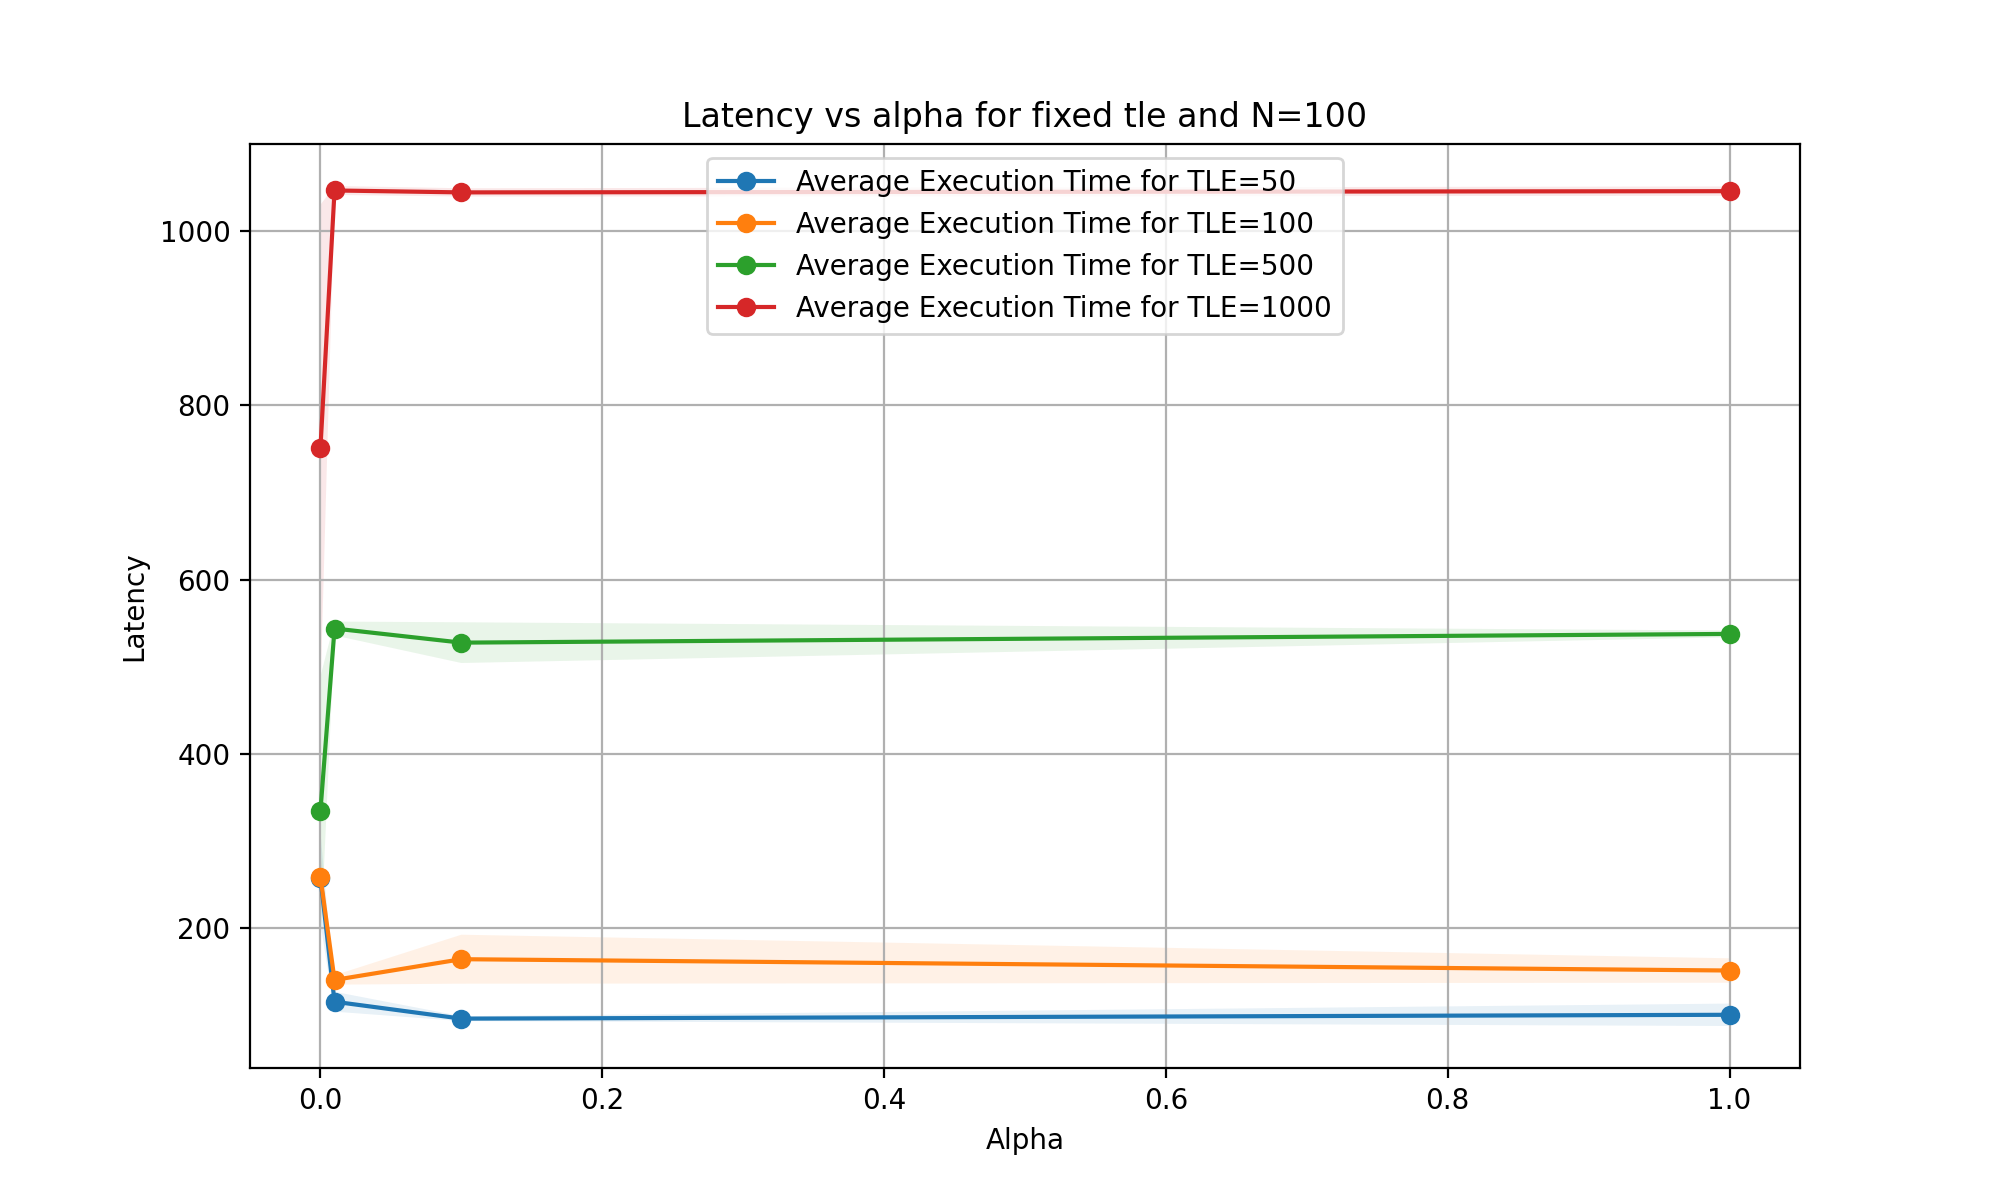 Latency vs alpha for fixed tle and N=100
Average Execution Time for TLE=50
Average Execution Time for TLE=100
Average Execution Time for TLE=500
Average Execution Time for TLE=1000
1000
800
600
400
200
Latency
0.0 0.2 0.4 0.6 0.8 1.0
Alpha